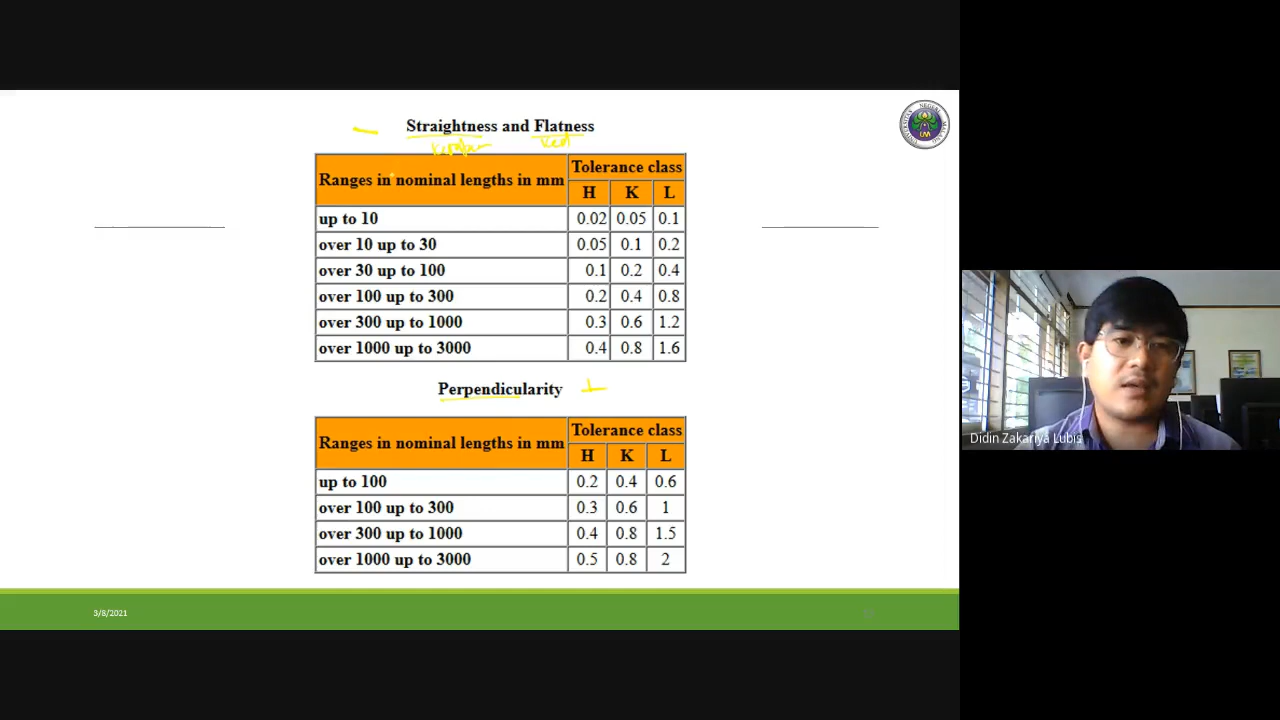 Straightness and Flatness
Ranges in nominal lengths in mm Tolerance class
H K L
up to 10 0.02 0.05 0.1
over 10 up to 30 0.05 0.1 0.2
over 30 up to 100 0.1 0.2 0.4
over 100 up to 300 0.2 0.4 0.8
over 300 up to 1000 0.3 0.6 1.2
over 1000 up to 3000 0.4 0.8 1.6
Perpendicularity
Ranges in nominal lengths in mm Tolerance class
H K L
up to 100 0.2 0.4 0.6
over 100 up to 300 0.3 0.6 1
over 300 up to 1000 0.4 0.8 1.5
over 1000 up to 3000 0.5 0.8 2
3/8/2021
UNIVERSITAS NEGERI MALANG
UM
Didin Zakariya Lubis